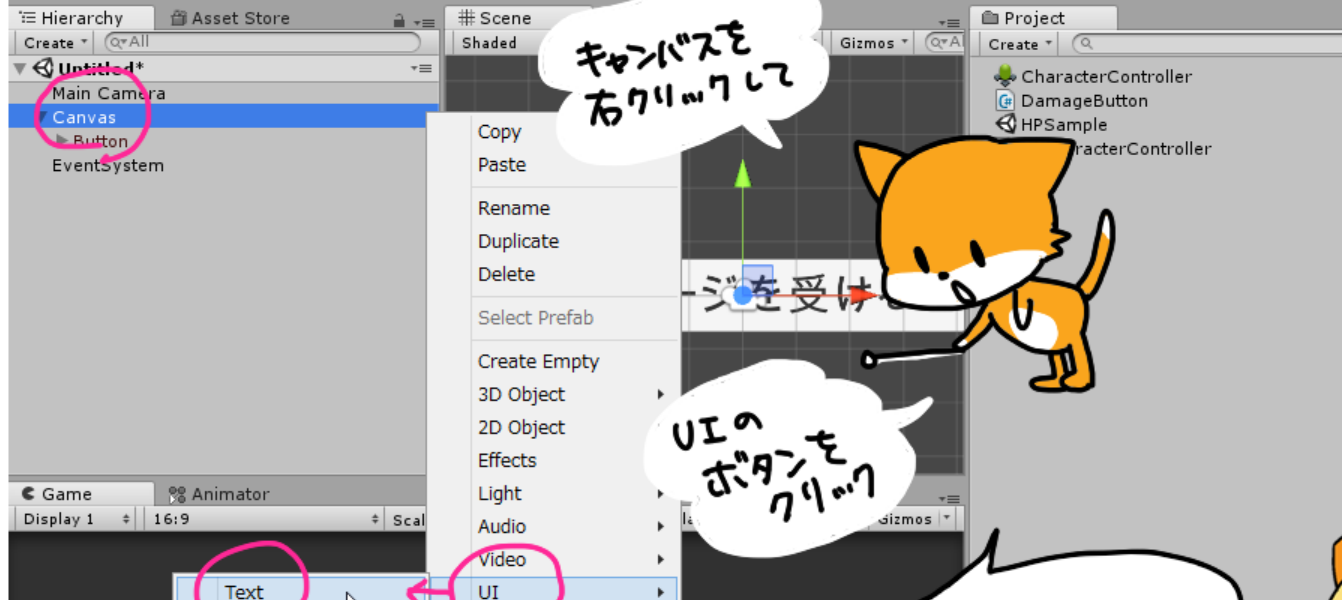 Hierarchy
Asset Store
Create
All
Untitled*
Main Camera
Canvas
Button
EventSystem
Scene
Shaded
Gizmos
Project
Create
CharacterController
DamageButton
HPSample
racterController
キャンバスを
右クリックして
Copy
Paste
Rename
Duplicate
Delete
Select Prefab
Create Empty
3D Object
2D Object
Effects
Light
Audio
Video
UI
Text
ージを受け
UIの
ボタンを
クリック
Game
Animator
Display 1
16:9
Scal
Gizmos